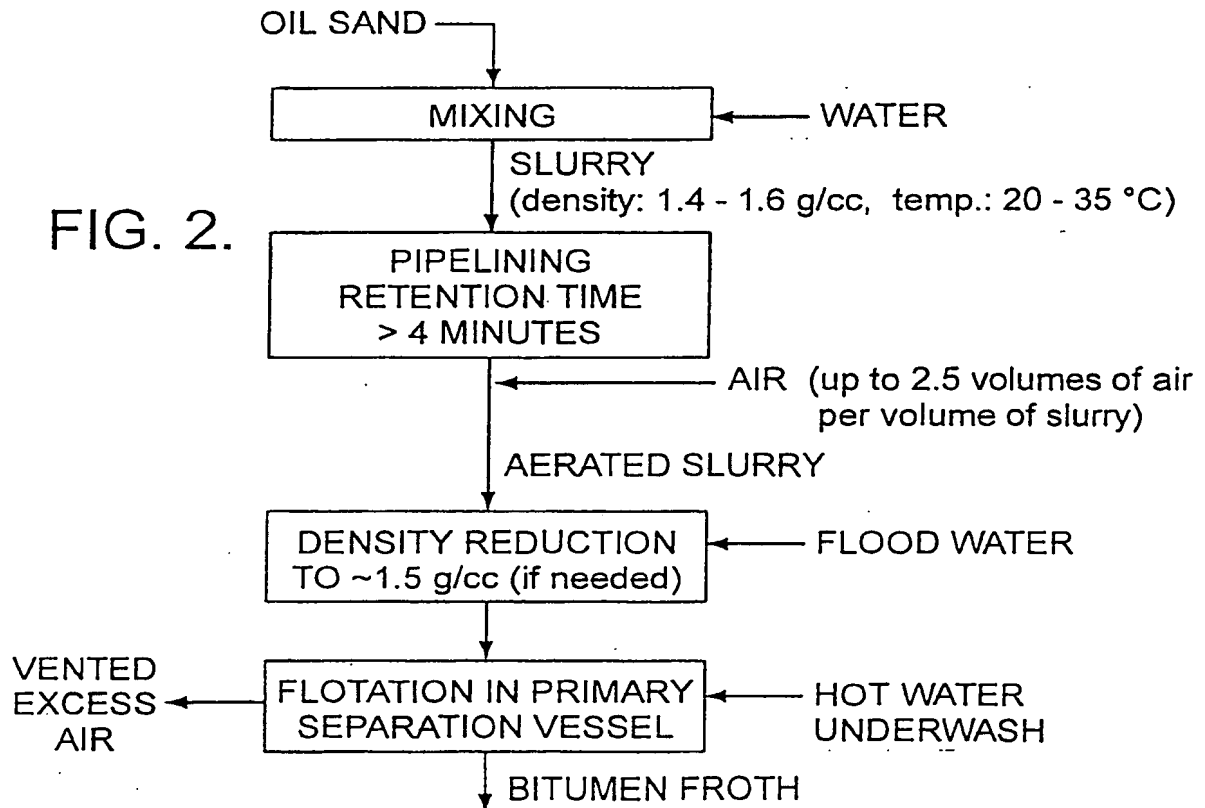 OIL SAND
MIXING
WATER
SLURRY
(density: 1.4 - 1.6 g/cc, temp.: 20 - 35 °C)
FIG. 2.
PIPELINING
RETENTION TIME
> 4 MINUTES
AIR (up to 2.5 volumes of air
per volume of slurry)
AERATED SLURRY
DENSITY REDUCTION
TO ~1.5 g/cc (if needed)
FLOOD WATER
VENTED
EXCESS
AIR
FLOTATION IN PRIMARY
SEPARATION VESSEL
HOT WATER
UNDERWASH
BITUMEN FROTH